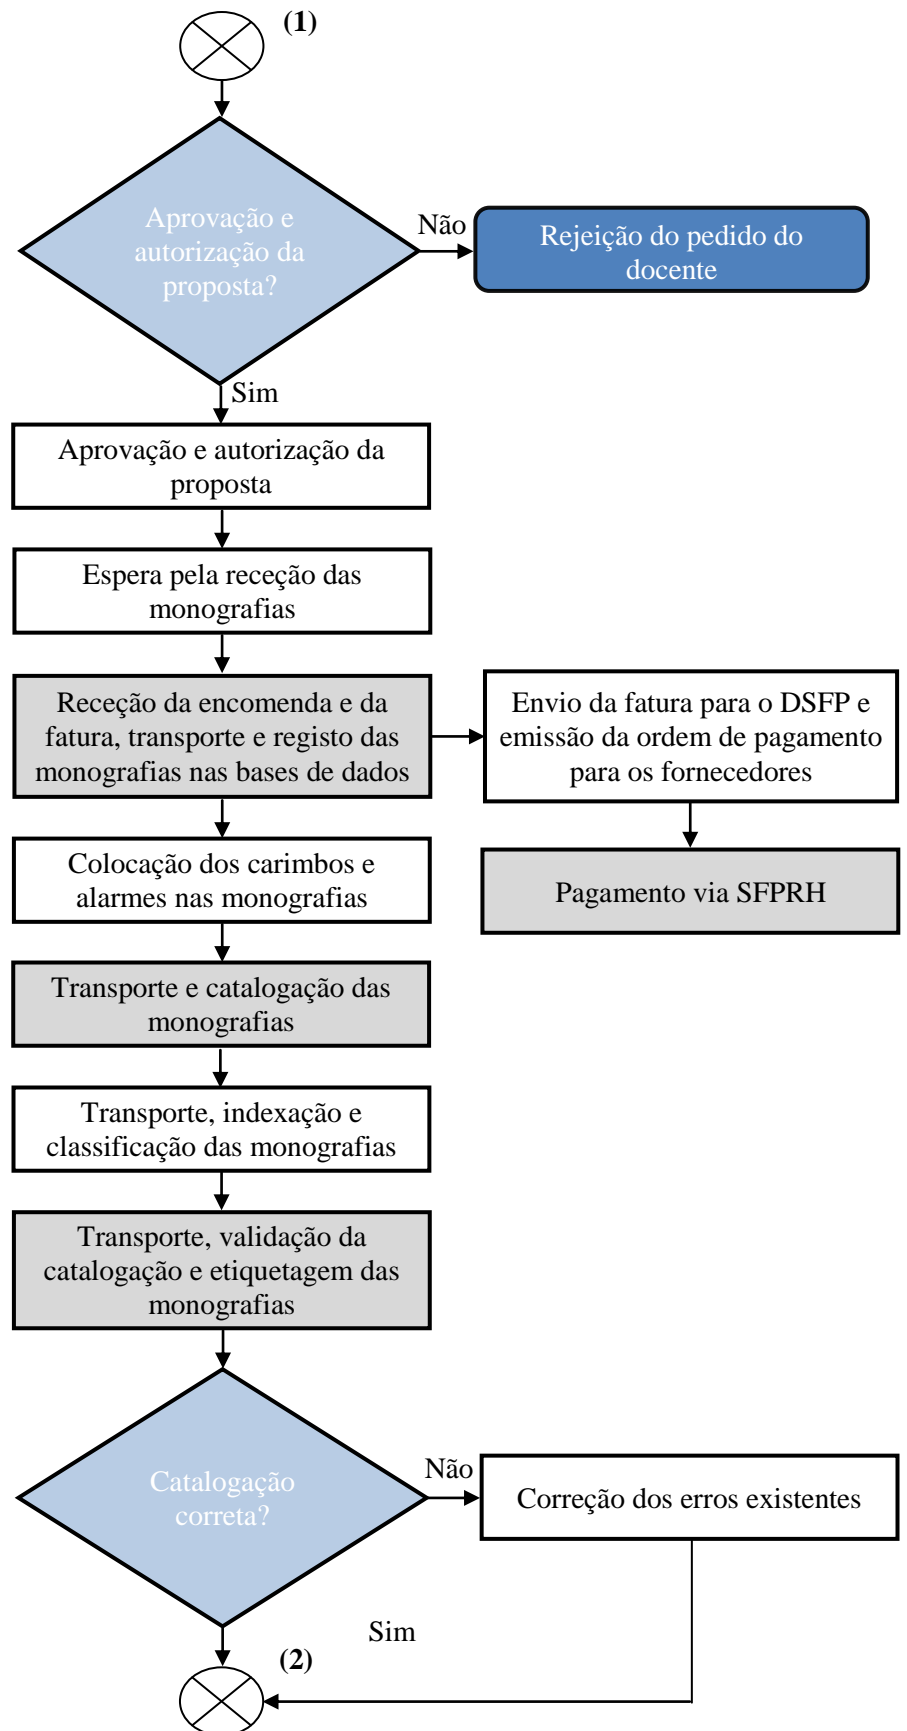 (1)
Aprovação e
autorização da
proposta?
Não
Rejeição do pedido do
docente
Sim
Aprovação e autorização da
proposta
Espera pela receção das
monografias
Receção da encomenda e da
fatura, transporte e registo das
monografias nas bases de dados
Envio da fatura para o DSFP e
emissão da ordem de pagamento
para os fornecedores
Colocação dos carimbos e
alarmes nas monografias
Pagamento via SFPRH
Transporte e catalogação das
monografias
Transporte, indexação e
classificação das monografias
Transporte, validação da
catalogação e etiquetagem das
monografias
Catalogação
correta?
Não
Correção dos erros existentes
Sim
(2)